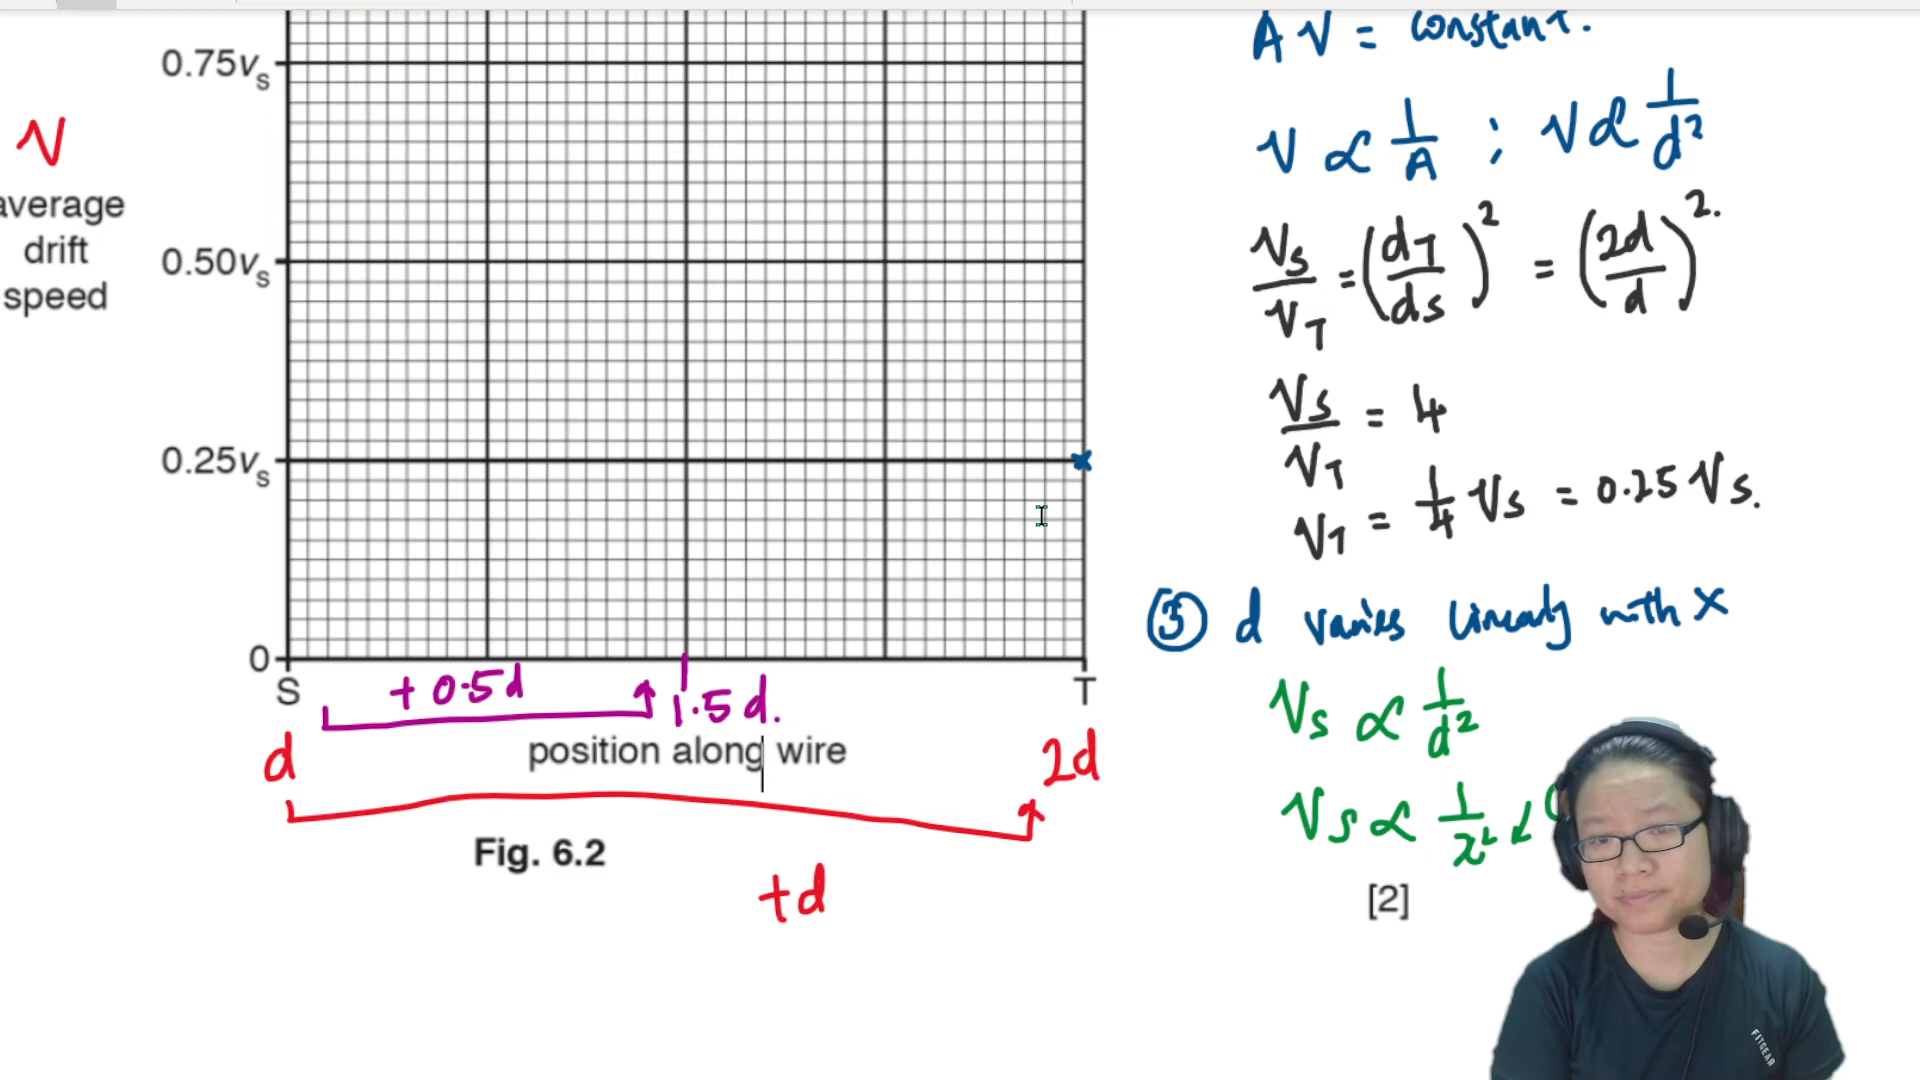 A v = constant.
0.75vs
v
v ∝ 1/A ; v ∝ 1/d²
average
drift
speed
0.50vs
vs/vT = (dT/ds)² = (2d/d)².
vs/vT = 4
0.25vs
vT = 1/4 vs = 0.25 vs.
③ d varies linearly with x
0
S
T
+ 0.5d
1.5d.
vs ∝ 1/d²
d
position along wire
2d
vs ∝ 1/x²
Fig. 6.2
+d
[2]
FITGEAR